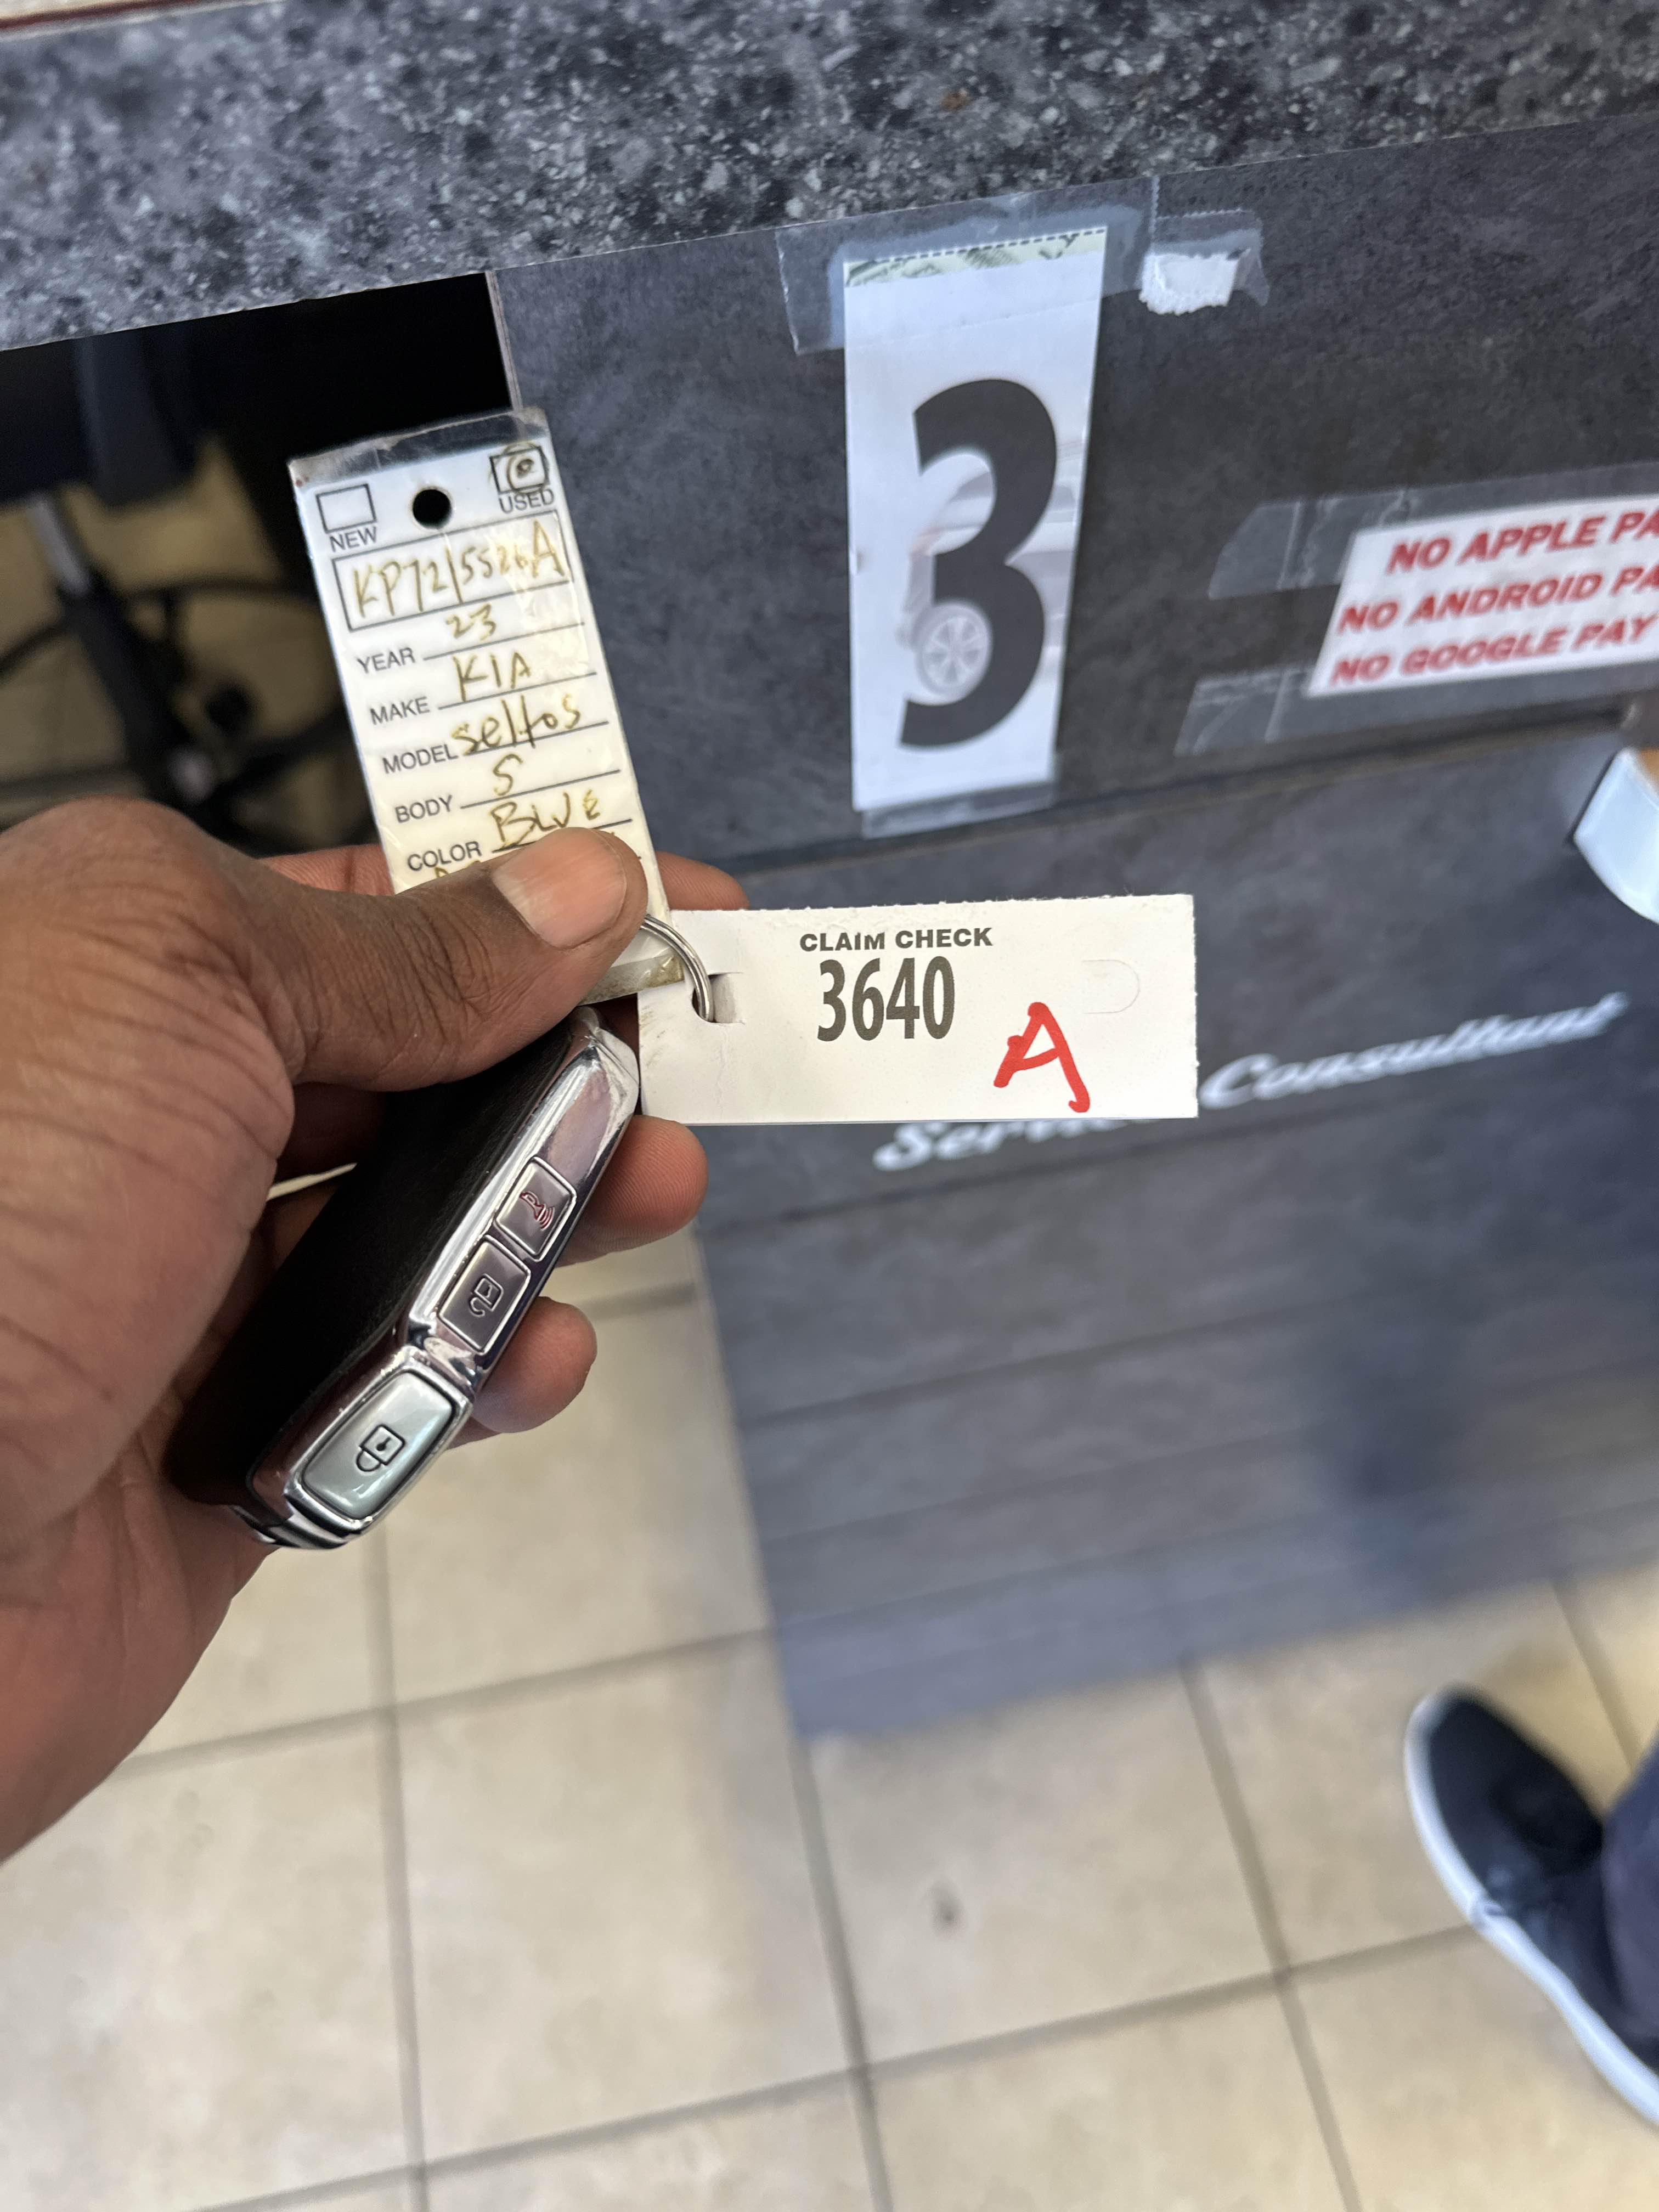 3
NO APPLE PA
NO ANDROID PA
NO GOOGLE PAY
USED
NEW
KP72/5526A
YEAR 23
MAKE KIA
MODEL seltos
BODY S
COLOR BLUE
CLAIM CHECK
3640
A
Service Consultant